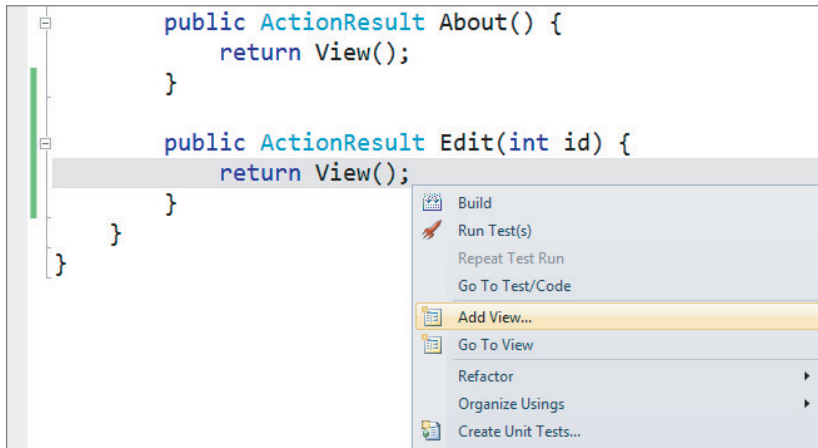 public ActionResult About() {
return View();
}
public ActionResult Edit(int id) {
return View();
}
}
}
Build
Run Test(s)
Repeat Test Run
Go To Test/Code
Add View...
Go To View
Refactor
Organize Usings
Create Unit Tests...